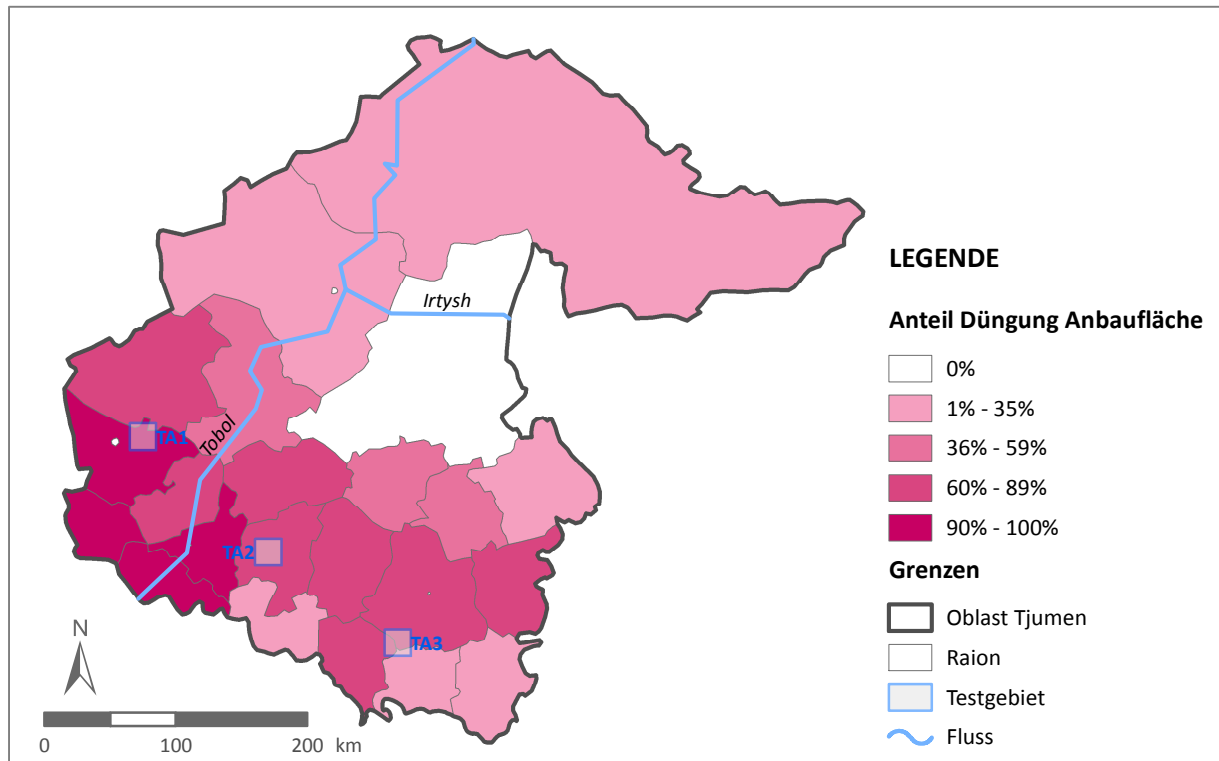 Irtysh
Tobol
TA1
TA2
TA3
N
0 100 200 km
LEGENDE
Anteil Düngung Anbaufläche
0%
1% - 35%
36% - 59%
60% - 89%
90% - 100%
Grenzen
Oblast Tjumen
Raion
Testgebiet
Fluss